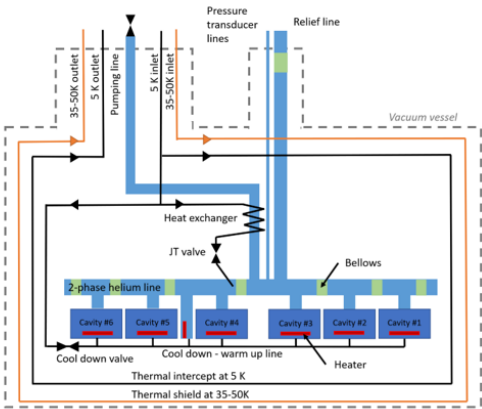 Pressure
transducer
lines
Relief line
35-50K outlet
5 K outlet
Pumping line
5 K inlet
35-50K inlet
Vacuum vessel
Heat exchanger
JT valve
Bellows
2-phase helium line
Cavity #6
Cavity #5
Cavity #4
Cavity #3
Cavity #2
Cavity #1
Cool down valve
Cool down - warm up line
Heater
Thermal intercept at 5 K
Thermal shield at 35-50K